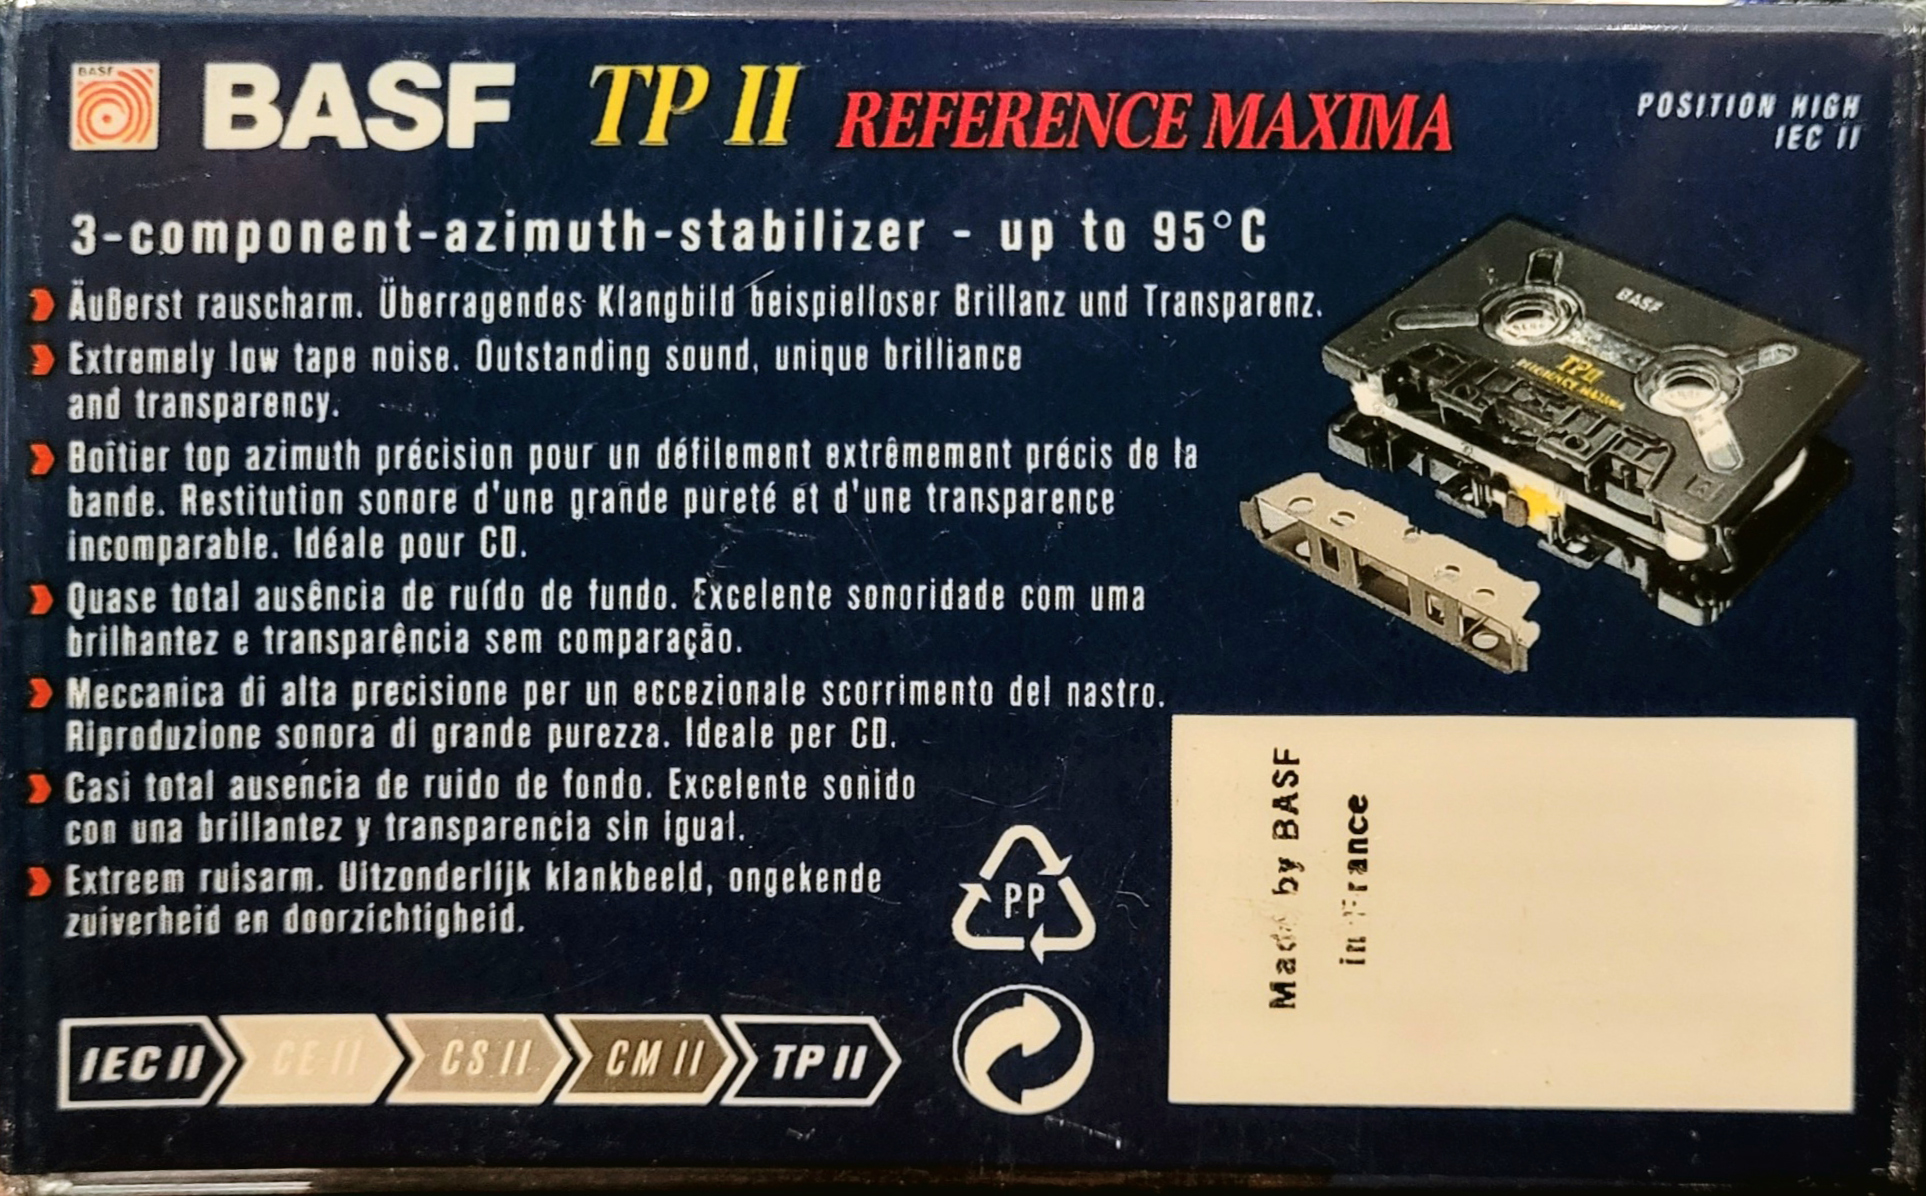 BASF
BASF TP II REFERENCE MAXIMA
POSITION HIGH
IEC II
3-component-azimuth-stabilizer - up to 95°C
Äußerst rauscharm. Überragendes Klangbild beispielloser Brillanz und Transparenz.
Extremely low tape noise. Outstanding sound, unique brilliance
and transparency.
Boîtier top azimuth précision pour un défilement extrêmement précis de la
bande. Restitution sonore d'une grande pureté et d'une transparence
incomparable. Idéale pour CD.
Quase total ausência de ruído de fundo. Excelente sonoridade com uma
brilhantez e transparência sem comparação.
Meccanica di alta precisione per un eccezionale scorrimento del nastro.
Riproduzione sonora di grande purezza. Ideale per CD.
Casi total ausencia de ruido de fondo. Excelente sonido
con una brillantez y transparencia sin igual.
Extreem ruisarm. Uitzonderlijk klankbeeld, ongekende
zuiverheid en doorzichtigheid.
BASF
TPII
REFERENCE MAXIMA
PP
IEC II CE II CS II CM II TP II
Made by BASF
in France